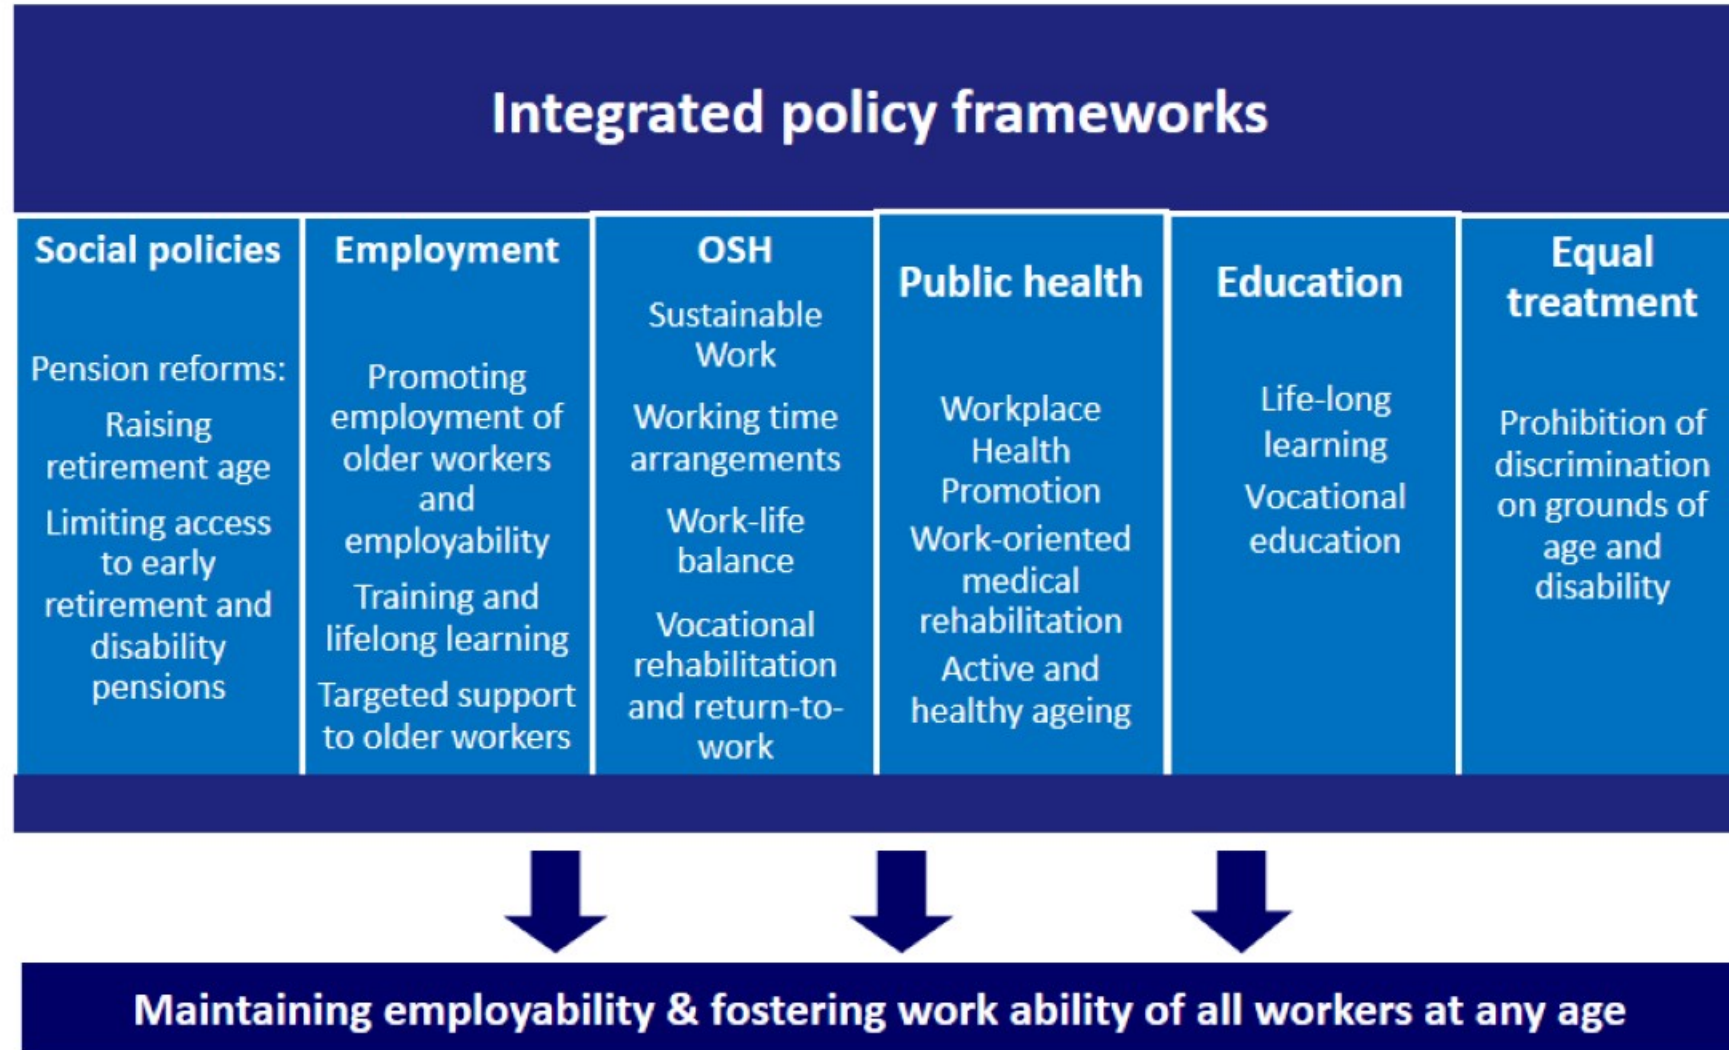 Integrated policy frameworks
Social policies
Pension reforms:
Raising
retirement age
Limiting access
to early
retirement and
disability
pensions
Employment
Promoting
employment of
older workers
and
employability
Training and
lifelong learning
Targeted support
to older workers
OSH
Sustainable
Work
Working time
arrangements
Work-life
balance
Vocational
rehabilitation
and return-to-
work
Public health
Workplace
Health
Promotion
Work-oriented
medical
rehabilitation
Active and
healthy ageing
Education
Life-long
learning
Vocational
education
Equal
treatment
Prohibition of
discrimination
on grounds of
age and
disability
Maintaining employability & fostering work ability of all workers at any age